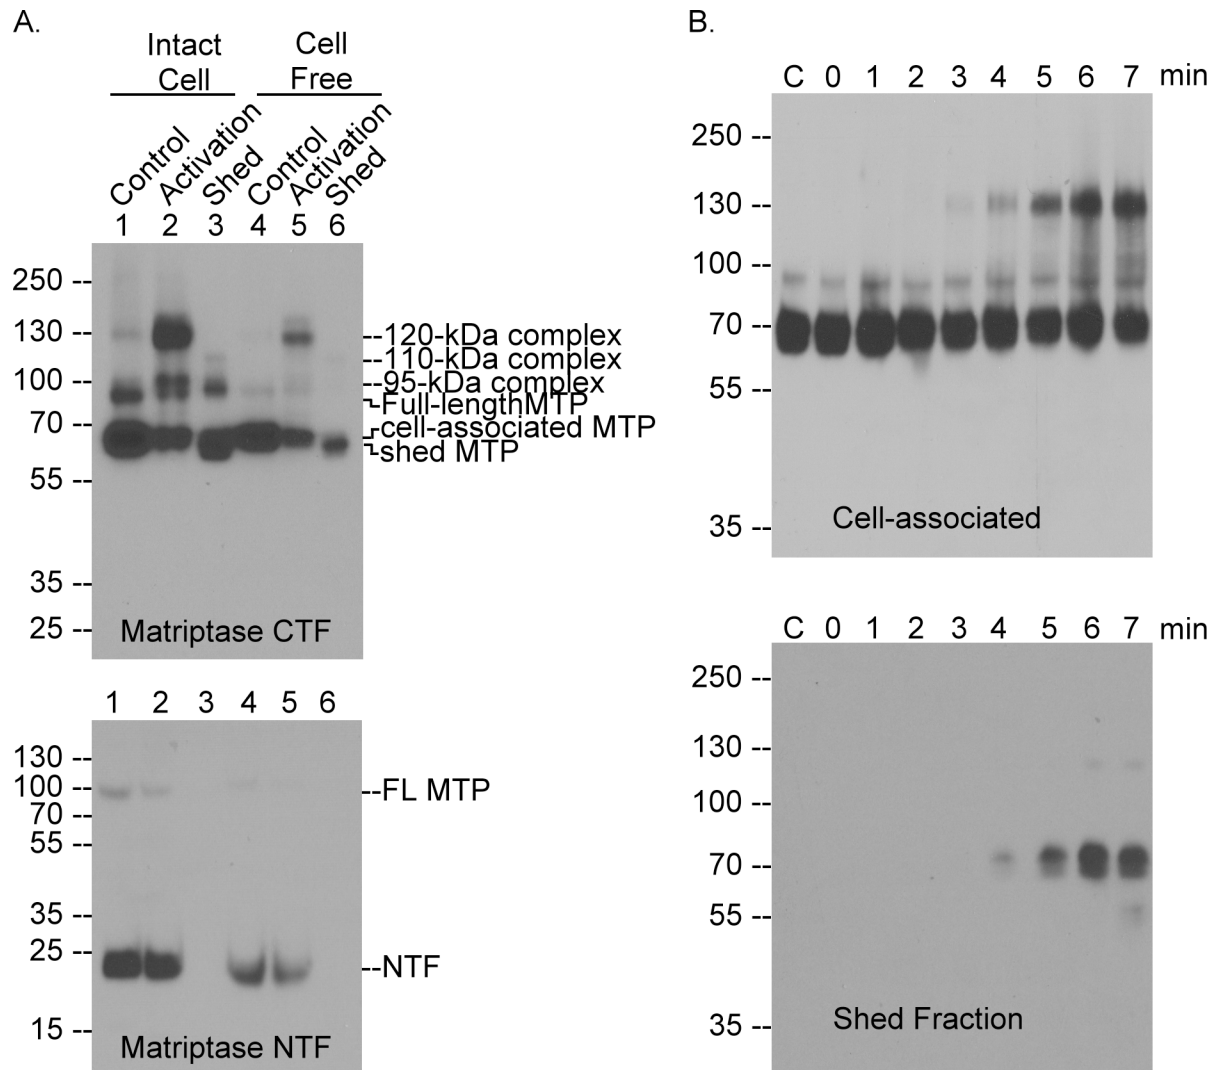 A.
Intact Cell
Cell Free
Control
Activation
Shed
Control
Activation
Shed
1 2 3 4 5 6
250 --
130 --
100 --
70 --
55 --
35 --
25 --
--120-kDa complex
--110-kDa complex
--95-kDa complex
Full-lengthMTP
cell-associated MTP
shed MTP
Matriptase CTF
1 2 3 4 5 6
130 --
100 --
70 --
55 --
35 --
25 --
15 --
--FL MTP
--NTF
Matriptase NTF
B.
C 0 1 2 3 4 5 6 7 min
250 --
130 --
100 --
70 --
55 --
35 --
Cell-associated
C 0 1 2 3 4 5 6 7 min
250 --
130 --
100 --
70 --
55 --
35 --
Shed Fraction